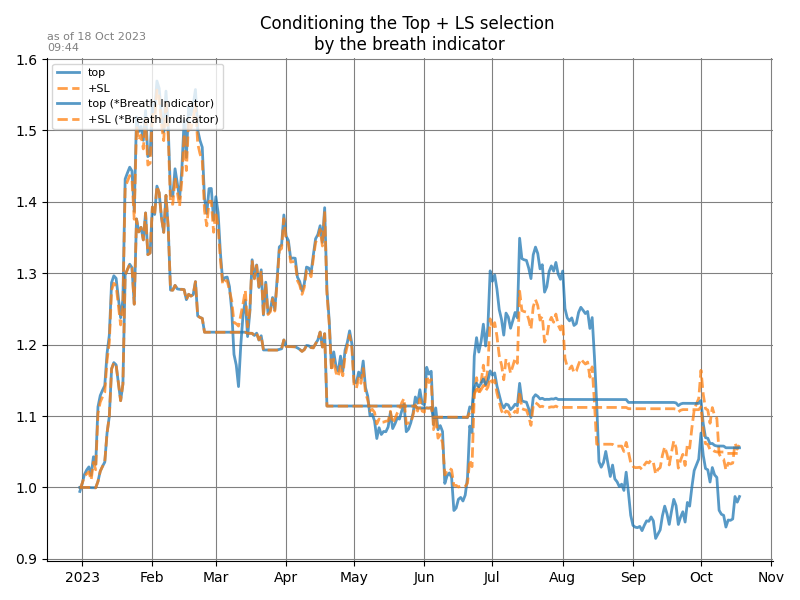 Conditioning the Top + LS selection
by the breath indicator
as of 18 Oct 2023
09:44
1.6
1.5
1.4
1.3
1.2
1.1
1.0
0.9
top
+SL
top (*Breath Indicator)
+SL (*Breath Indicator)
2023 Feb Mar Apr May Jun Jul Aug Sep Oct Nov